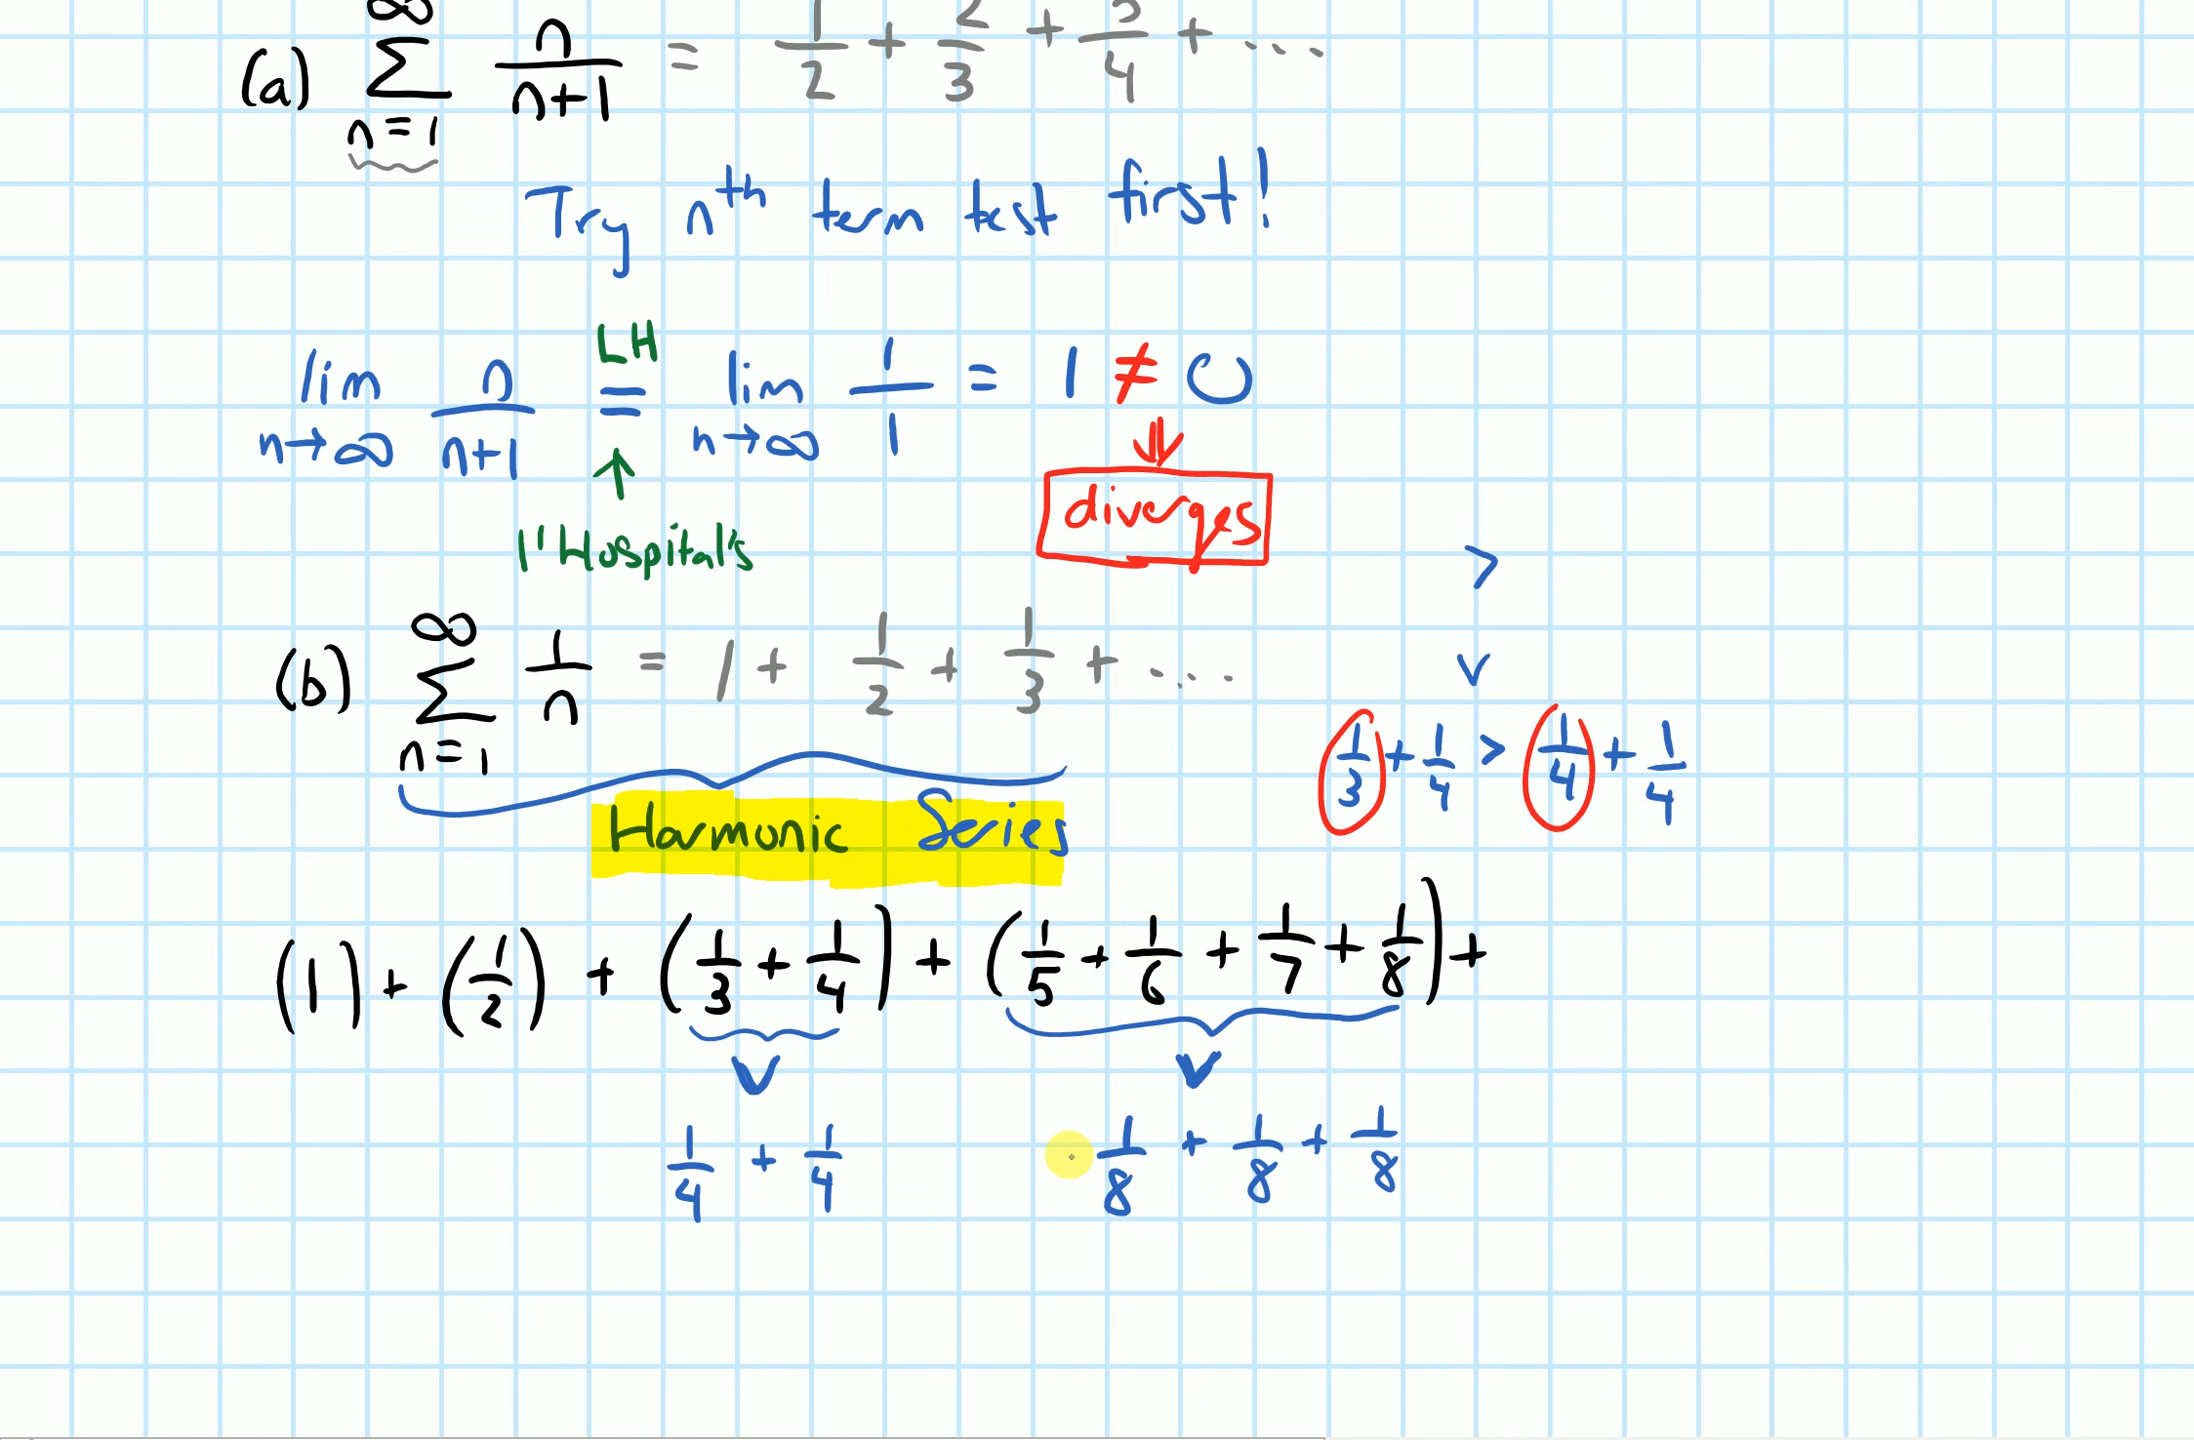 (a) ∞ Σ n=1 n/(n+1) = 1/2 + 2/3 + 3/4 + ...
Try nth term test first!
lim n→∞ n/(n+1) LH = lim n→∞ 1/1 = 1 ≠ 0
↑ ⇓
l'Hospital's diverges
>
(b) ∞ Σ n=1 1/n = 1 + 1/2 + 1/3 + ...
v
1/3 + 1/4 > 1/4 + 1/4
Harmonic Series
(1) + (1/2) + (1/3 + 1/4) + (1/5 + 1/6 + 1/7 + 1/8) +
v v
1/4 + 1/4 1/8 + 1/8 + 1/8